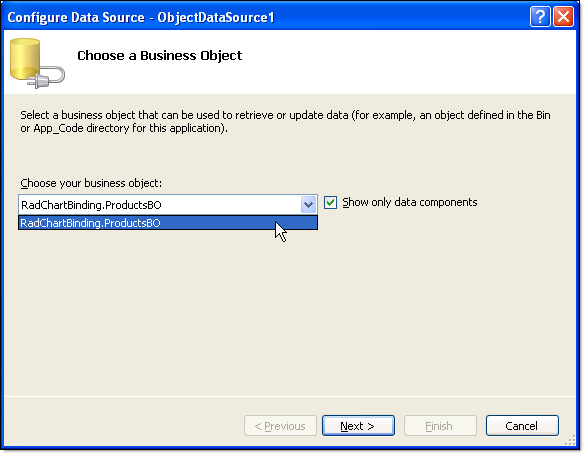 Configure Data Source - ObjectDataSource1
?
Choose a Business Object
Select a business object that can be used to retrieve or update data (for example, an object defined in the Bin
or App_Code directory for this application).
Choose your business object:
RadChartBinding.ProductsBO
Show only data components
RadChartBinding.ProductsBO
< Previous
Next >
Finish
Cancel